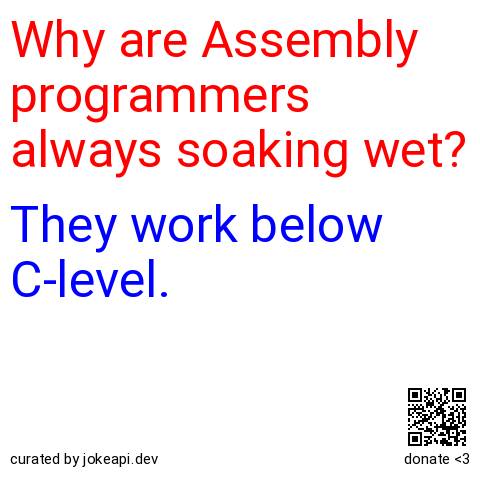 Why are Assembly
programmers
always soaking wet?
They work below
C-level.
curated by jokeapi.dev
donate <3